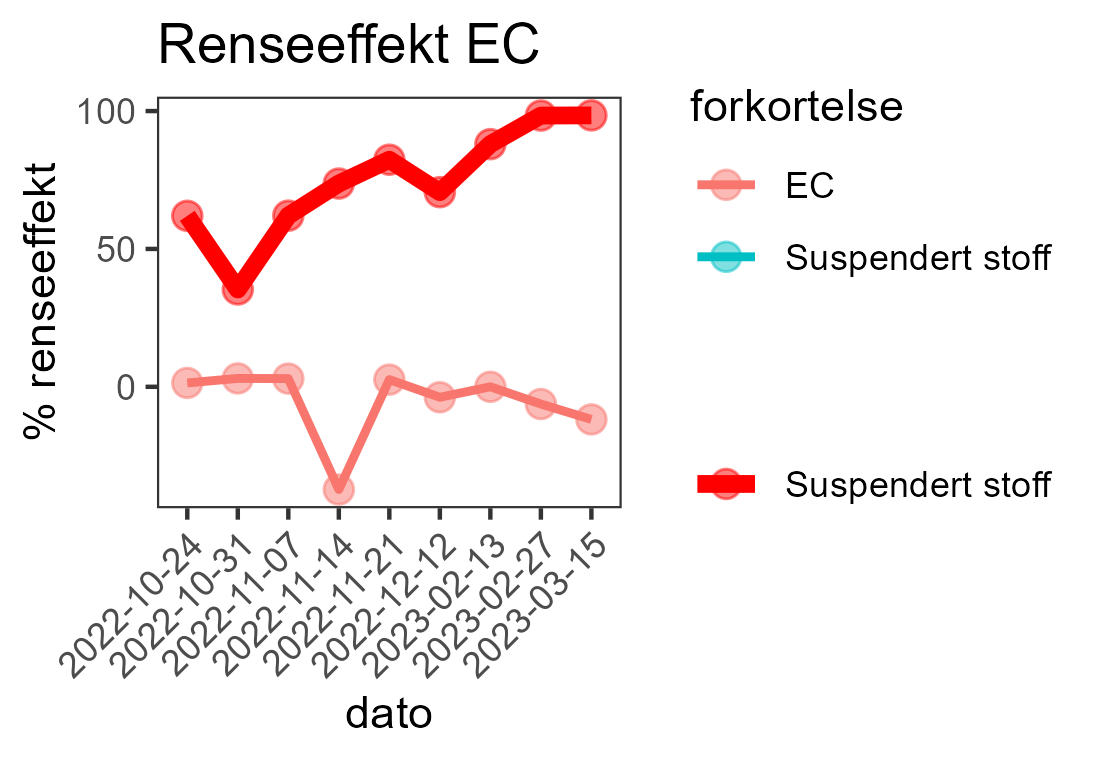 Renseeffekt EC
% renseeffekt
100
50
0
2022-10-24
2022-10-31
2022-11-07
2022-11-14
2022-11-21
2022-12-12
2023-02-13
2023-02-27
2023-03-15
dato
forkortelse
EC
Suspendert stoff
Suspendert stoff